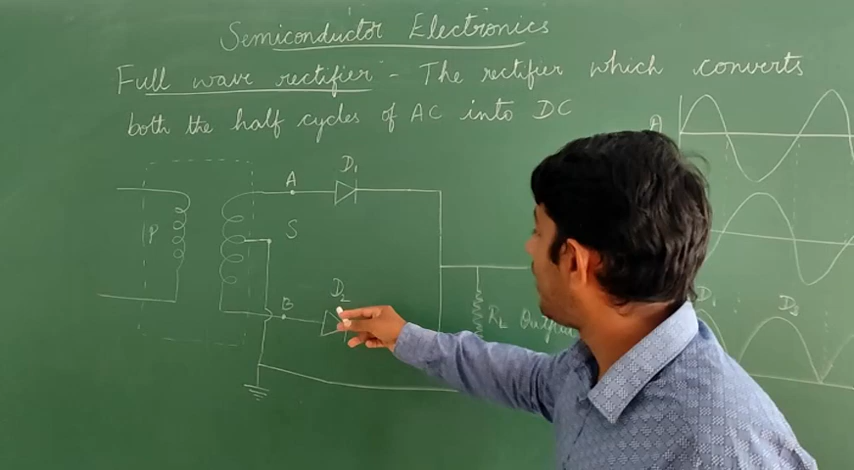 Semiconductor Electronics
Full wave rectifier - The rectifier which converts
both the half cycles of AC into DC
A
D1
A
P
S
D2
B
RL Output
D1
D2